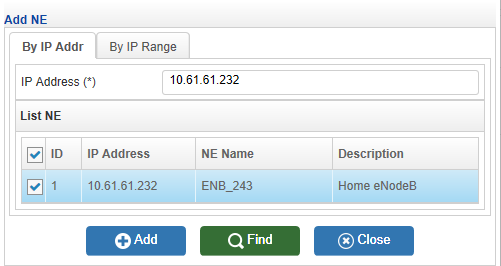 Add NE
By IP Addr By IP Range
IP Address (*) 10.61.61.232
List NE
ID IP Address NE Name Description
1 10.61.61.232 ENB_243 Home eNodeB
Add Find Close